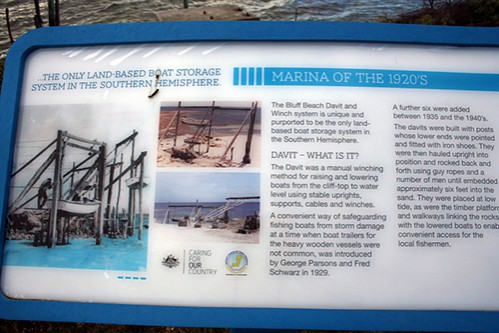 ...THE ONLY LAND-BASED BOAT STORAGE
SYSTEM IN THE SOUTHERN HEMISPHERE.
MARINA OF THE 1920'S
The Bluff Beach Davit and
Winch system is unique and
purported to be the only land-
based boat storage system in
the Southern Hemisphere.
DAVIT – WHAT IS IT?
The Davit was a manual winching
method for raising and lowering
boats from the cliff-top to water
level using stable uprights,
supports, cables and winches.
A convenient way of safeguarding
fishing boats from storm damage
at a time when boat trailers for
the heavy wooden vessels were
not common, was introduced
by George Parsons and Fred
Schwarz in 1929.
A further six were added
between 1935 and the 1940's.
The davits were built with posts
whose lower ends were pointed
and fitted with iron shoes. They
were then hauled upright into
position and rocked back and
forth using guy ropes and a
number of men until embedded
approximately six feet into the
sand. They were placed at low
tide, as were the timber platform
and walkways linking the rocks
with the lowered boats to enable
convenient access for the
local fishermen.
CARING
FOR
OUR
COUNTRY